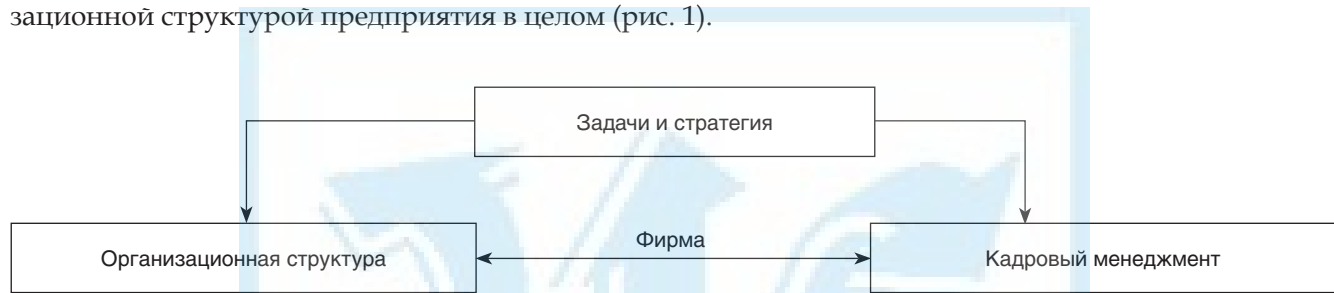 зационной структурой предприятия в целом (рис. 1).
Задачи и стратегия
Фирма
Организационная структура
Кадровый менеджмент